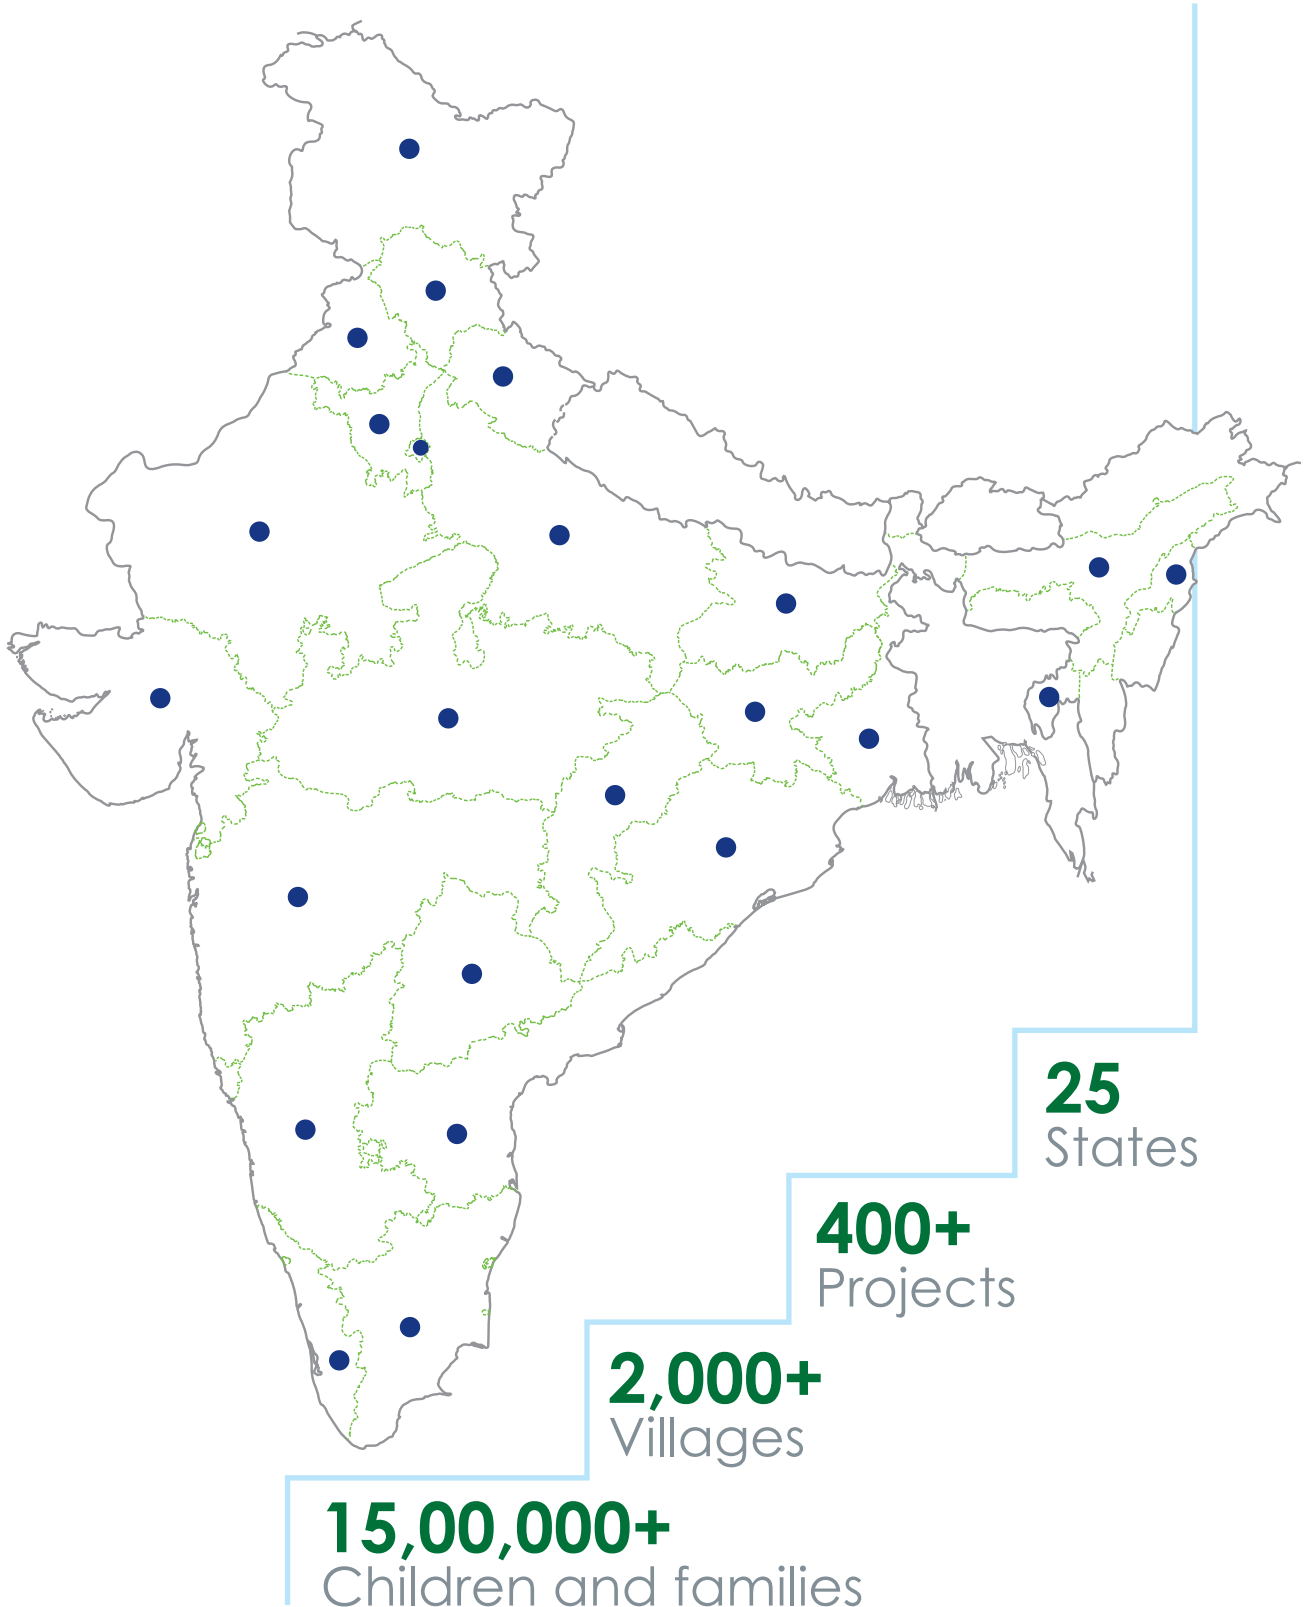 25
States
400+
Projects
2,000+
Villages
15,00,000+
Children and families